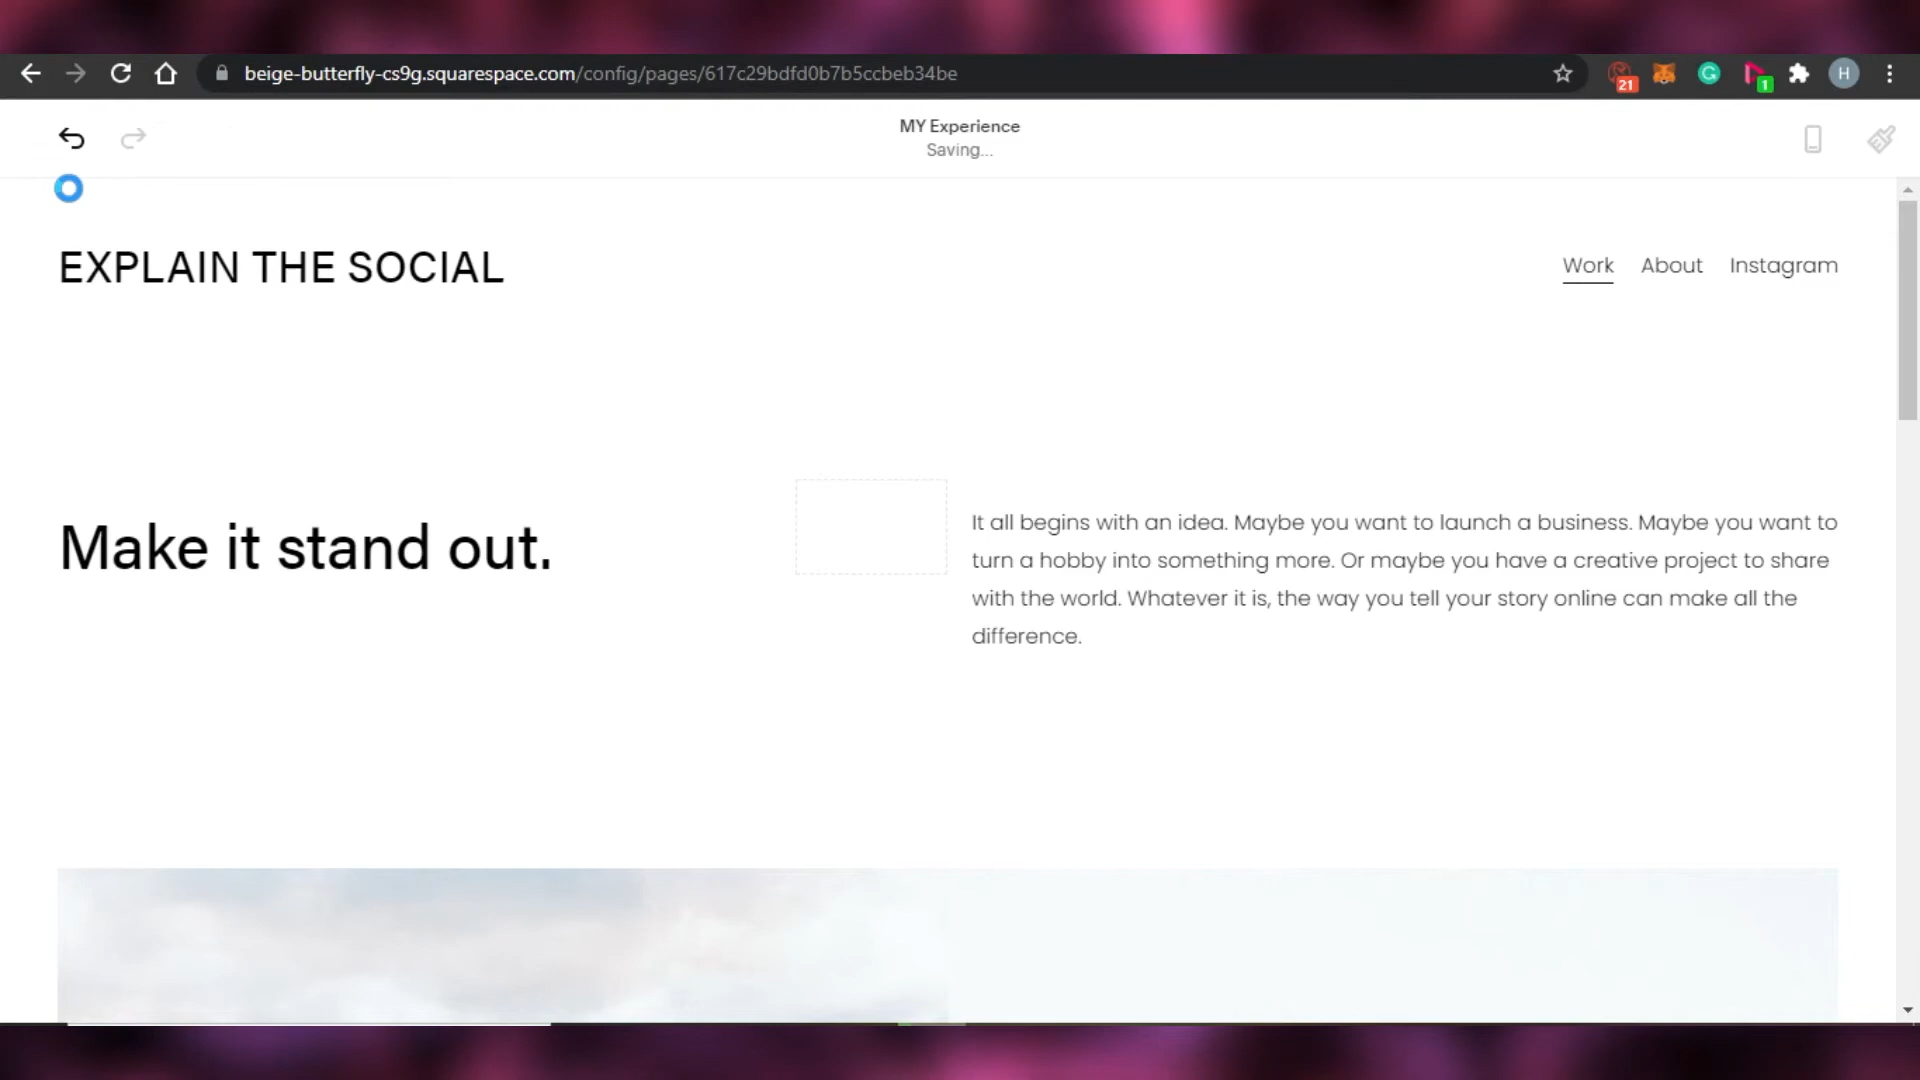 beige-butterfly-cs9g.squarespace.com/config/pages/617c29bdfd0b7b5ccbeb34be
21
1
H
MY Experience
Saving...
EXPLAIN THE SOCIAL
Work About Instagram
Make it stand out.
It all begins with an idea. Maybe you want to launch a business. Maybe you want to
turn a hobby into something more. Or maybe you have a creative project to share
with the world. Whatever it is, the way you tell your story online can make all the
difference.